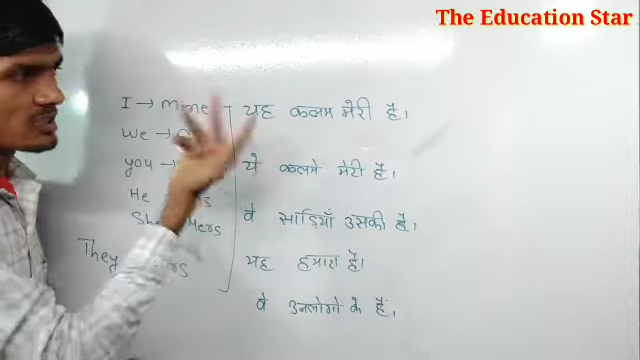 The Education Star
I → Mine
we →
you →
He
She Hers
They
यह कलम मेरी है।
ये कलमे मेरी हैं।
वे साड़ियाँ उसकी हैं।
यह हमारा है।
वे उनलोगों के हैं।